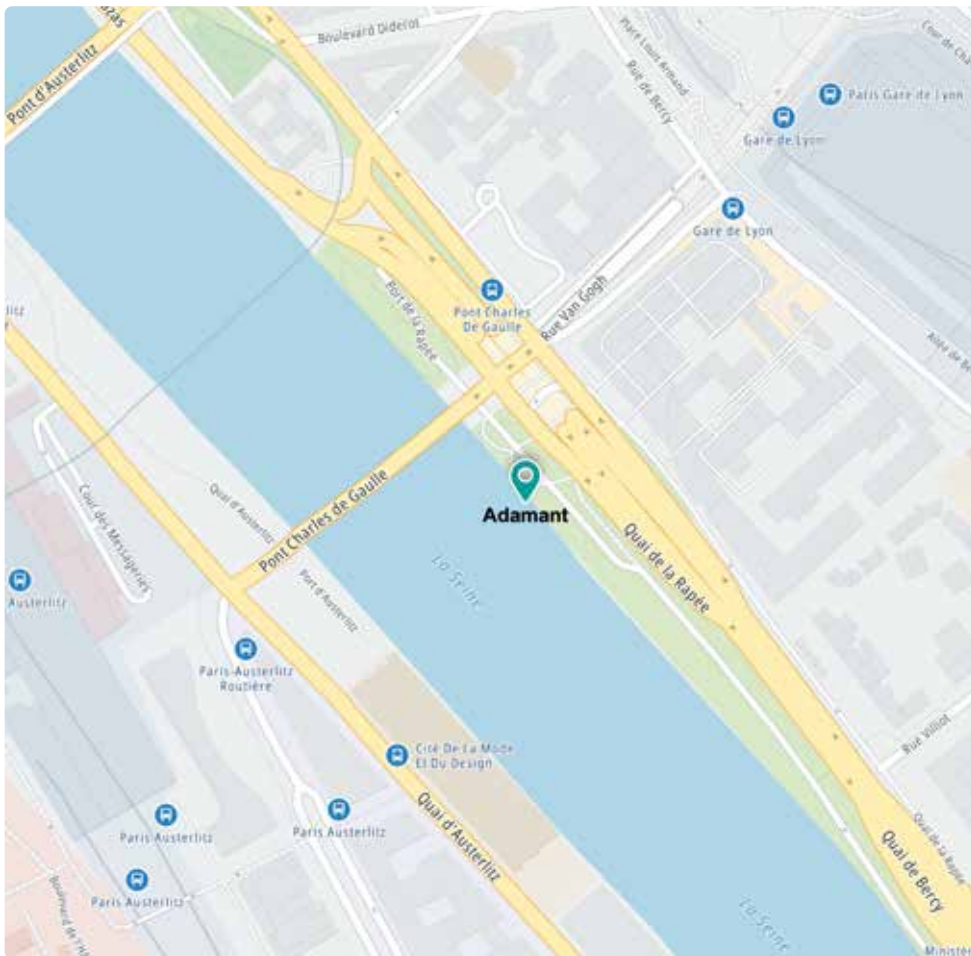 Pont d'Austerlitz
Boulevard Diderot
Place Louis Armand
Rue de Bercy
Paris Gare de Lyon
Gare de Lyon
Gare de Lyon
Rue Van Gogh
Pont Charles
De Gaulle
Port de la Rapée
Adamant
Pont Charles de Gaulle
Quai d'Austerlitz
Port d'Austerlitz
Cour des Messageries
Austerlitz
La Seine
Quai de la Rapée
Paris-Austerlitz
Routière
Cité De La Mode
Et Du Design
Rue Villiot
Paris Austerlitz
Paris Austerlitz
Quai d'Austerlitz
Quai de la Rapée
Quai de Bercy
Paris Austerlitz
La Seine